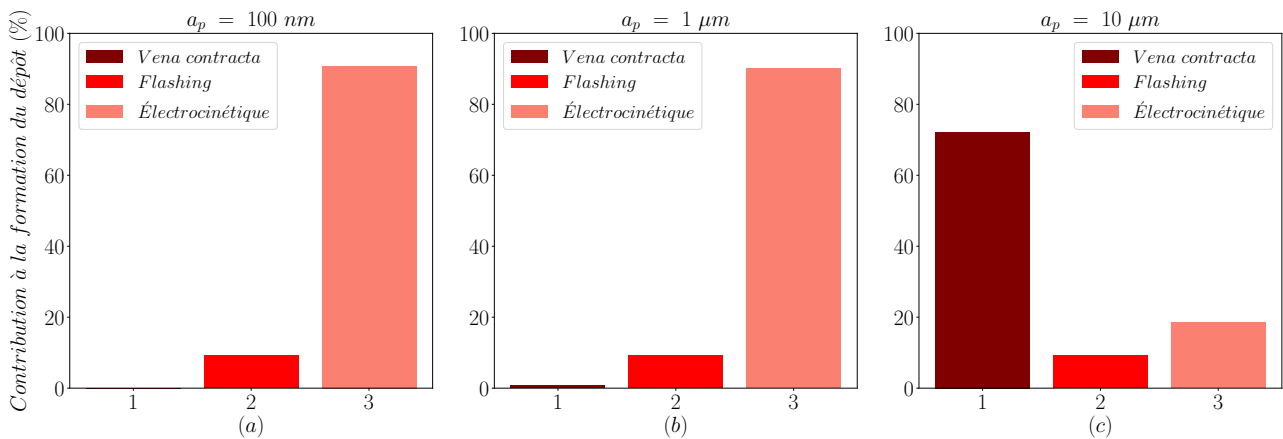 Contribution à la formation du dépôt (%)
a_p = 100 nm
100
80
60
40
20
0
Vena contracta
Flashing
Électrocinétique
1 2 3
(a)
a_p = 1 μm
100
80
60
40
20
0
Vena contracta
Flashing
Électrocinétique
1 2 3
(b)
a_p = 10 μm
100
80
60
40
20
0
Vena contracta
Flashing
Électrocinétique
1 2 3
(c)